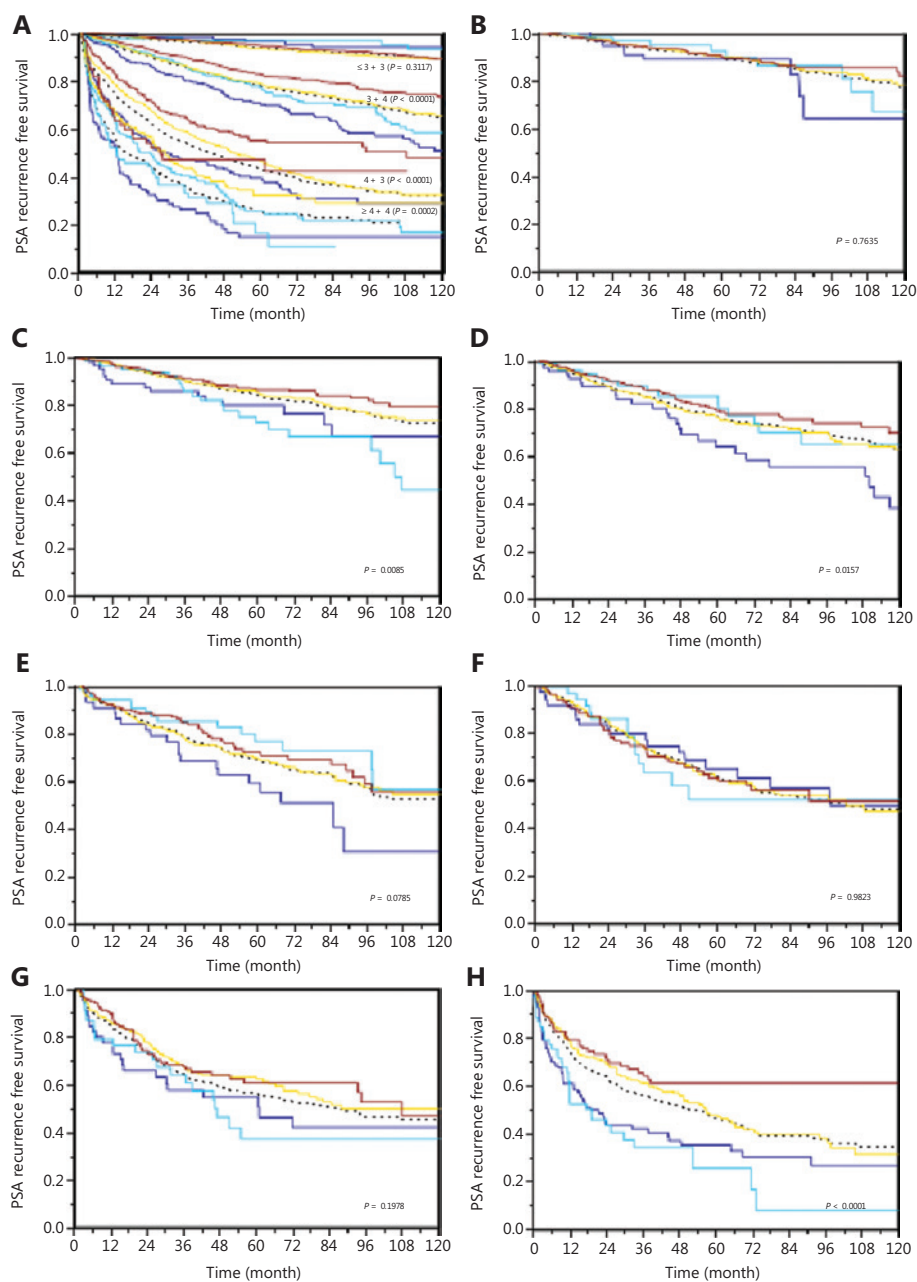 A
PSA recurrence free survival
1.0
0.8
0.6
0.4
0.2
0.0
≤ 3 + 3 (P = 0.3117)
3 + 4 (P < 0.0001)
4 + 3 (P < 0.0001)
≥ 4 + 4 (P = 0.0002)
0 12 24 36 48 60 72 84 96 108 120
Time (month)
B
PSA recurrence free survival
1.0
0.8
0.6
0.4
0.2
0.0
P = 0.7635
0 12 24 36 48 60 72 84 96 108 120
Time (month)
C
PSA recurrence free survival
1.0
0.8
0.6
0.4
0.2
0.0
P = 0.0085
0 12 24 36 48 60 72 84 96 108 120
Time (month)
D
PSA recurrence free survival
1.0
0.8
0.6
0.4
0.2
0.0
P = 0.0157
0 12 24 36 48 60 72 84 96 108 120
Time (month)
E
PSA recurrence free survival
1.0
0.8
0.6
0.4
0.2
0.0
P = 0.0785
0 12 24 36 48 60 72 84 96 108 120
Time (month)
F
PSA recurrence free survival
1.0
0.8
0.6
0.4
0.2
0.0
P = 0.9823
0 12 24 36 48 60 72 84 96 108 120
Time (month)
G
PSA recurrence free survival
1.0
0.8
0.6
0.4
0.2
0.0
P = 0.1978
0 12 24 36 48 60 72 84 96 108 120
Time (month)
H
PSA recurrence free survival
1.0
0.8
0.6
0.4
0.2
0.0
P < 0.0001
0 12 24 36 48 60 72 84 96 108 120
Time (month)